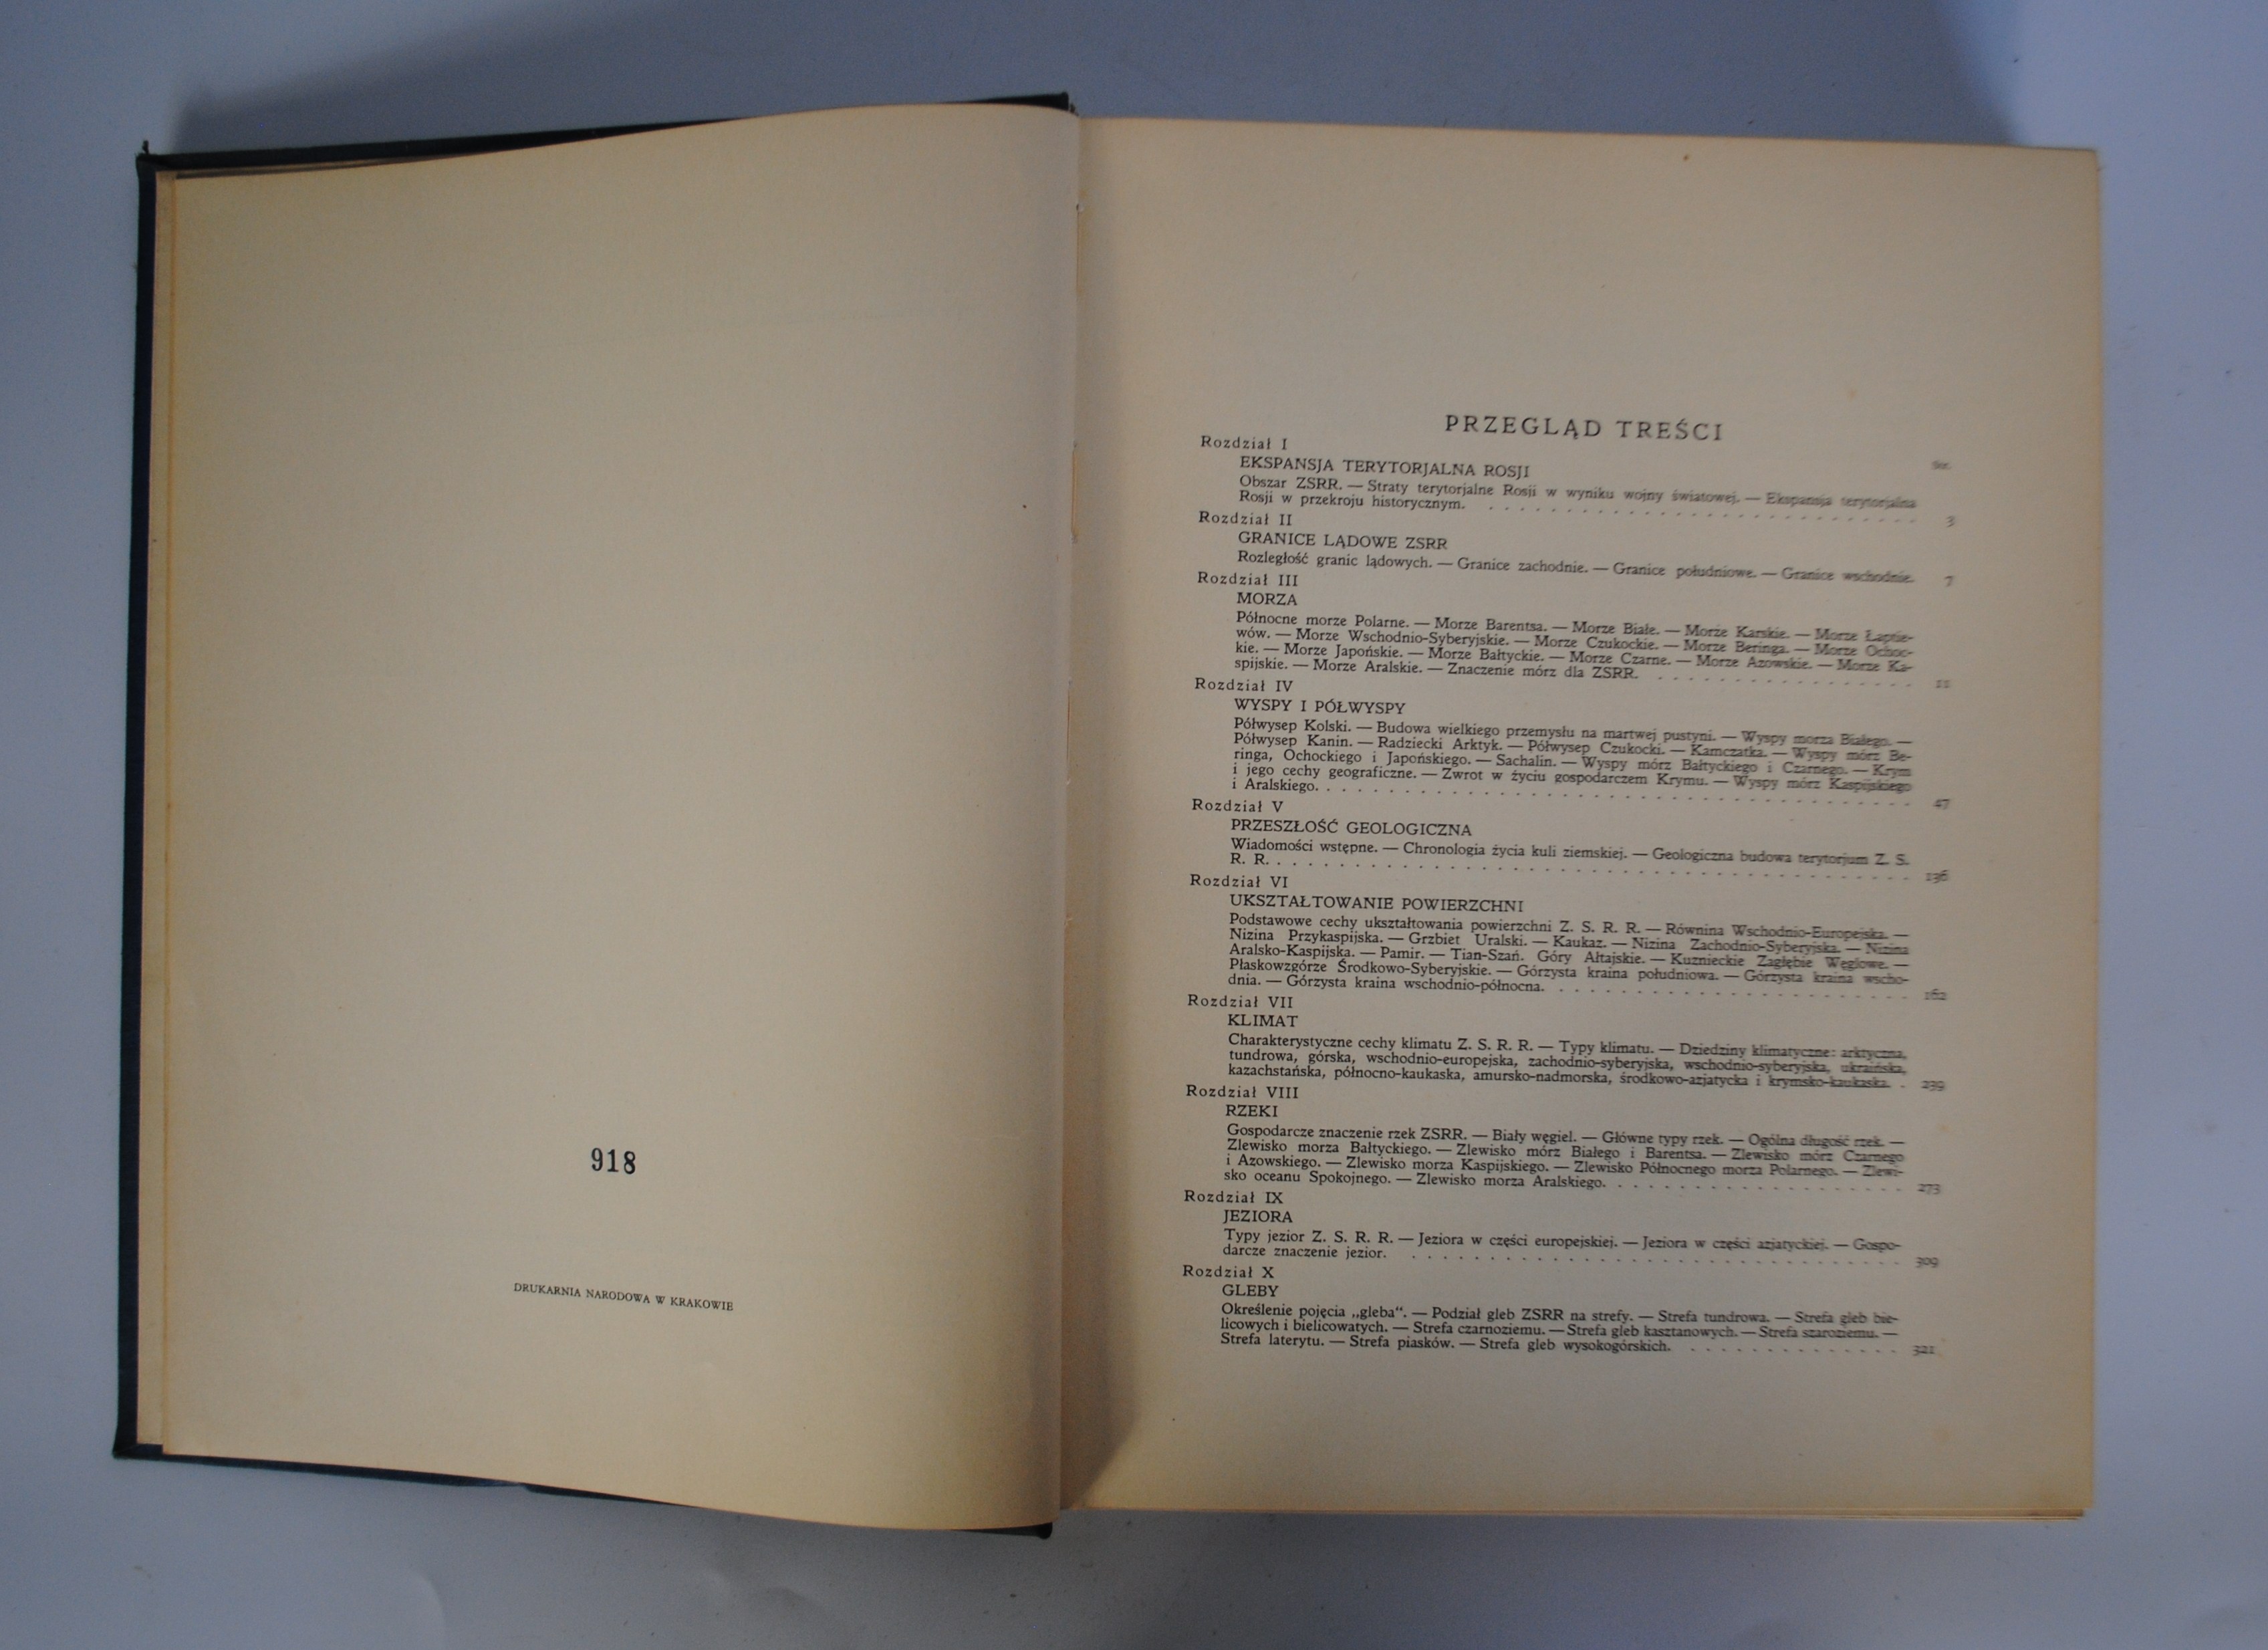 918
DRUKARNIA NARODOWA W KRAKOWIE
PRZEGLĄD TREŚCI
Str.
Rozdział I
EKSPANSJA TERYTORJALNA ROSJI
Obszar ZSRR. — Straty terytorjalne Rosji w wyniku wojny światowej. — Ekspansja terytorjalna
Rosji w przekroju historycznym. . . . . . . . . . . . . . . . . . . . . . 3
Rozdział II
GRANICE LĄDOWE ZSRR
Rozległość granic lądowych. — Granice zachodnie. — Granice południowe. — Granice wschodnie. 7
Rozdział III
MORZA
Północne morze Polarne. — Morze Barentsa. — Morze Białe. — Morze Karskie. — Morze Łaptie-
wów. — Morze Wschodnio-Syberyjskie. — Morze Czukockie. — Morze Beringa. — Morze Ochoc-
kie. — Morze Japońskie. — Morze Bałtyckie. — Morze Czarne. — Morze Azowskie. — Morze Ka-
spijskie. — Morze Aralskie. — Znaczenie mórz dla ZSRR. . . . . . . . . . . . . . 11
Rozdział IV
WYSPY I PÓŁWYSPY
Półwysep Kolski. — Budowa wielkiego przemysłu na martwej pustyni. — Wyspy morza Białego. —
Półwysep Kanin. — Radziecki Arktyk. — Półwysep Czukocki. — Kamczatka. — Wyspy mórz Be-
ringa, Ochockiego i Japońskiego. — Sachalin. — Wyspy mórz Bałtyckiego i Czarnego. — Krym
i jego cechy geograficzne. — Zwrot w życiu gospodarczem Krymu. — Wyspy mórz Kaspijskiego
i Aralskiego. . . . . . . . . . . . . . . . . . . . . . . . . . . . . . 47
Rozdział V
PRZESZŁOŚĆ GEOLOGICZNA
Wiadomości wstępne. — Chronologia życia kuli ziemskiej. — Geologiczna budowa terytorjum Z. S.
R. R. . . . . . . . . . . . . . . . . . . . . . . . . . . . . . . . . 136
Rozdział VI
UKSZTAŁTOWANIE POWIERZCHNI
Podstawowe cechy ukształtowania powierzchni Z. S. R. R. — Równina Wschodnio-Europejska. —
Nizina Przykaspijska. — Grzbiet Uralski. — Kaukaz. — Nizina Zachodnio-Syberyjska. — Nizina
Aralsko-Kaspijska. — Pamir. — Tian-Szań. Góry Ałtajskie. — Kuznieckie Zagłębie Węglowe. —
Płaskowzgórze Środkowo-Syberyjskie. — Górzysta kraina południowa. — Górzysta kraina wscho-
dnia. — Górzysta kraina wschodnio-północna. . . . . . . . . . . . . . . . . . 162
Rozdział VII
KLIMAT
Charakterystyczne cechy klimatu Z. S. R. R. — Typy klimatu. — Dziedziny klimatyczne: arktyczna,
tundrowa, górska, wschodnio-europejska, zachodnio-syberyjska, wschodnio-syberyjska, ukraińska,
kazachstańska, północno-kaukaska, amursko-nadmorska, środkowo-azjatycka i krymsko-kaukaska. . 239
Rozdział VIII
RZEKI
Gospodarcze znaczenie rzek ZSRR. — Biały węgiel. — Główne typy rzek. — Ogólna długość rzek. —
Zlewisko morza Bałtyckiego. — Zlewisko mórz Białego i Barentsa. — Zlewisko mórz Czarnego
i Azowskiego. — Zlewisko morza Kaspijskiego. — Zlewisko Północnego morza Polarnego. — Zlewi-
sko oceanu Spokojnego. — Zlewisko morza Aralskiego. . . . . . . . . . . . . . . 273
Rozdział IX
JEZIORA
Typy jezior Z. S. R. R. — Jeziora w części europejskiej. — Jeziora w części azjatyckiej. — Gospo-
darcze znaczenie jezior. . . . . . . . . . . . . . . . . . . . . . . . . 309
Rozdział X
GLEBY
Określenie pojęcia „gleba“. — Podział gleb ZSRR na strefy. — Strefa tundrowa. — Strefa gleb bie-
licowych i bielicowatych. — Strefa czarnoziemu. — Strefa gleb kasztanowych. — Strefa szaroziemu. —
Strefa laterytu. — Strefa piasków. — Strefa gleb wysokogórskich. . . . . . . . . . . . 321